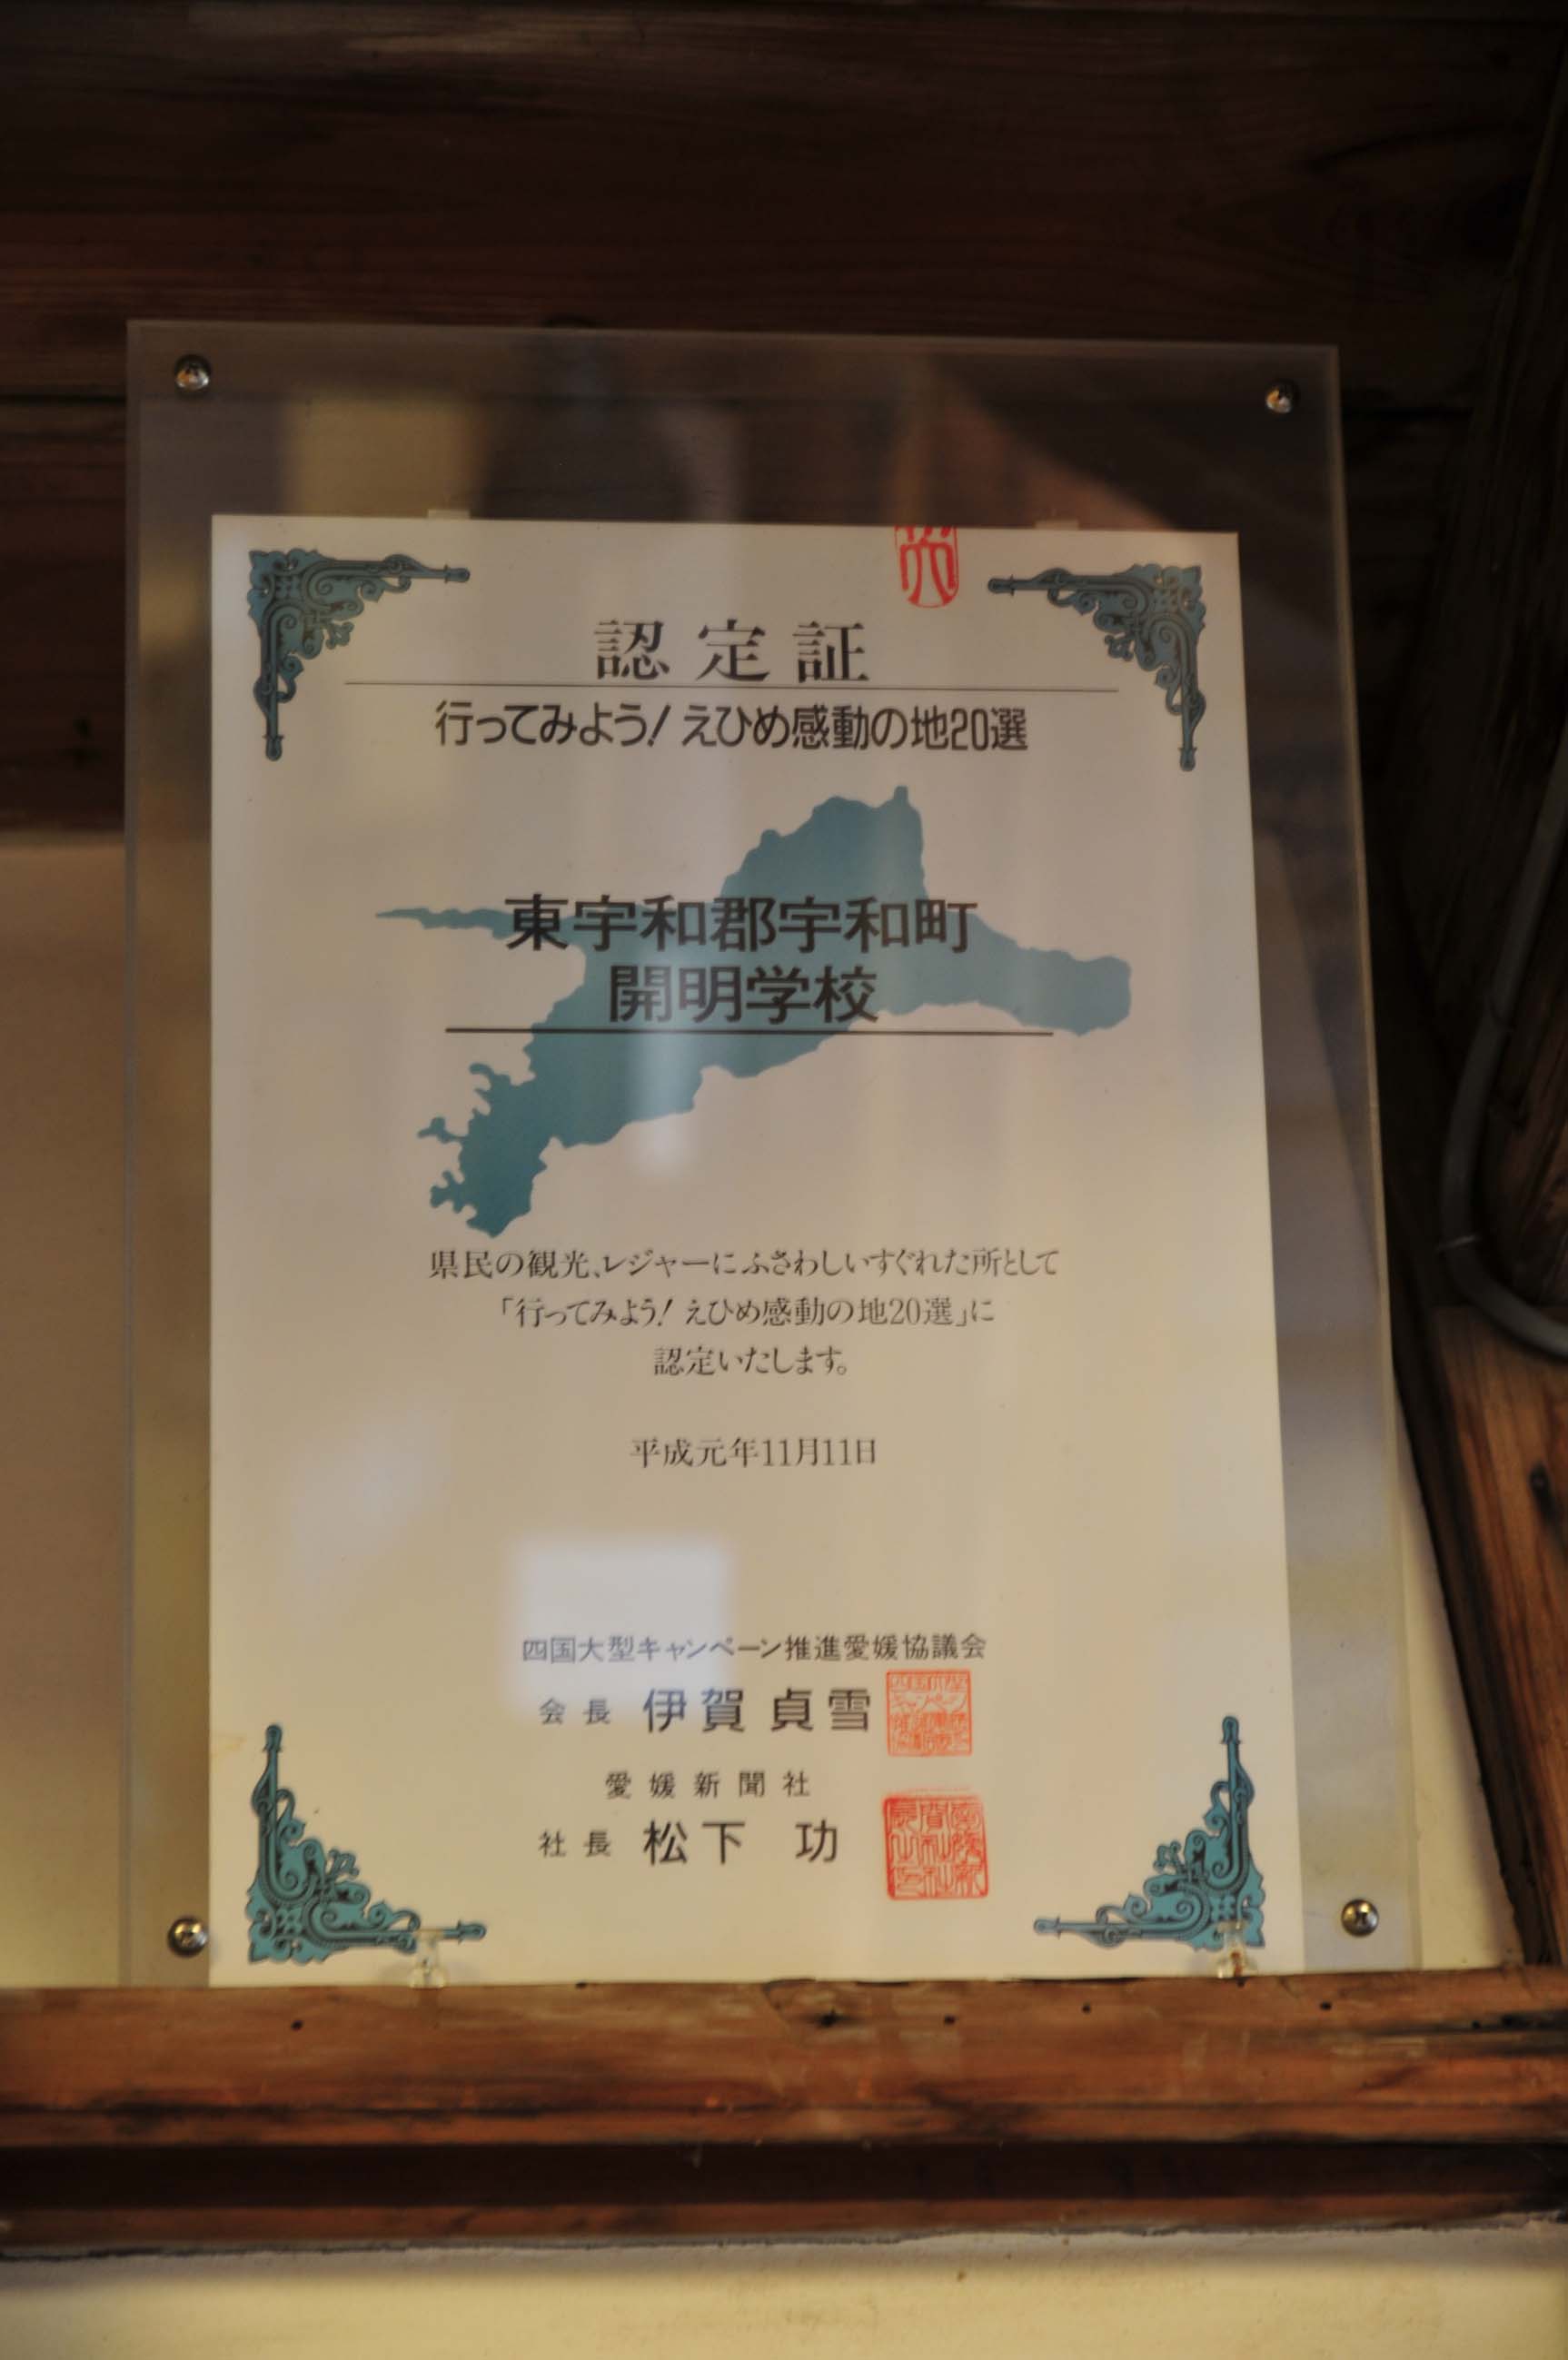 認定証
行ってみよう!えひめ感動の地20選
東宇和郡宇和町
開明学校
県民の観光、レジャーにふさわしいすぐれた所として
「行ってみよう!えひめ感動の地20選」に
認定いたします。
平成元年11月11日
四国大型キャンペーン推進愛媛協議会
会長 伊賀貞雪
愛媛新聞社
社長 松下 功